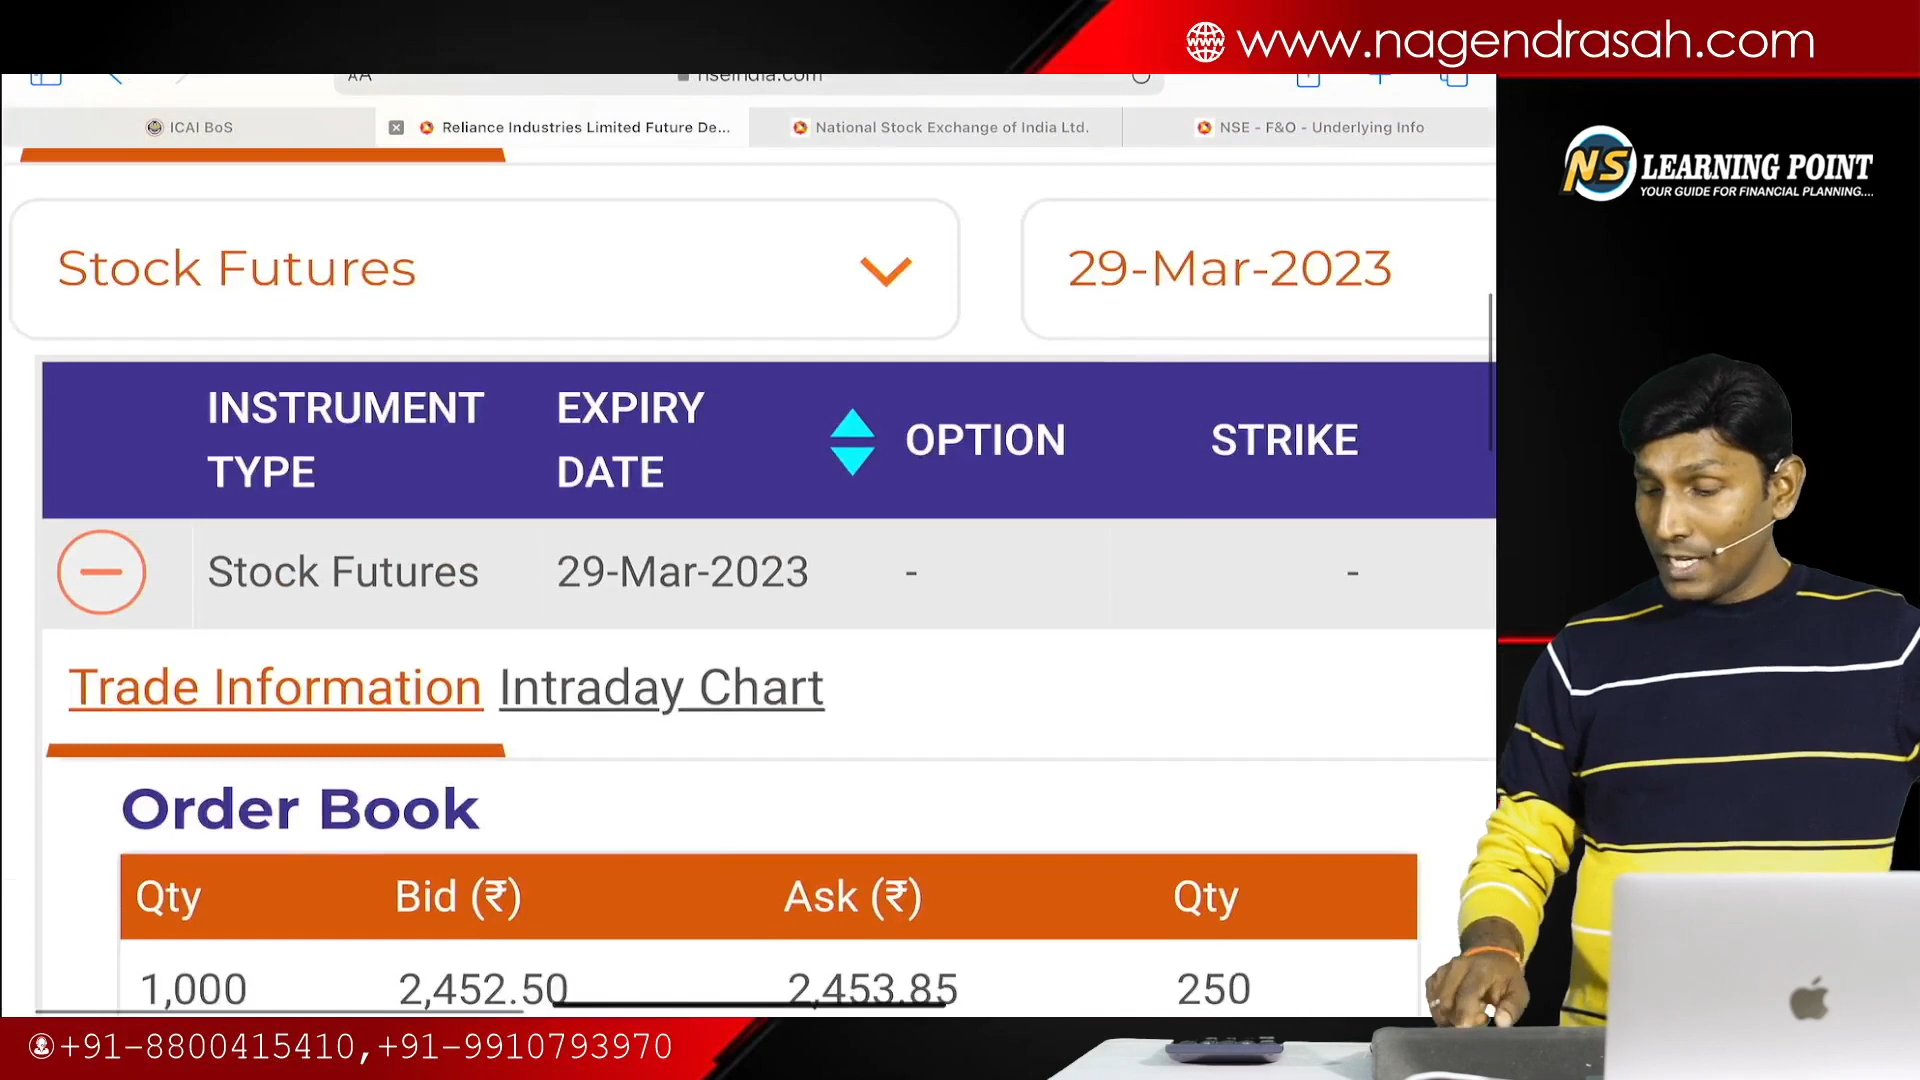 www.nagendrasah.com
AA nseindia.com
ICAI BoS
Reliance Industries Limited Future De...
National Stock Exchange of India Ltd.
NSE - F&O - Underlying Info
NS LEARNING POINT
YOUR GUIDE FOR FINANCIAL PLANNING....
Stock Futures
29-Mar-2023
INSTRUMENT TYPE
EXPIRY DATE
OPTION
STRIKE
Stock Futures 29-Mar-2023 - -
Trade Information Intraday Chart
Order Book
Qty Bid (₹) Ask (₹) Qty
1,000 2,452.50 2,453.85 250
+91-8800415410,+91-9910793970